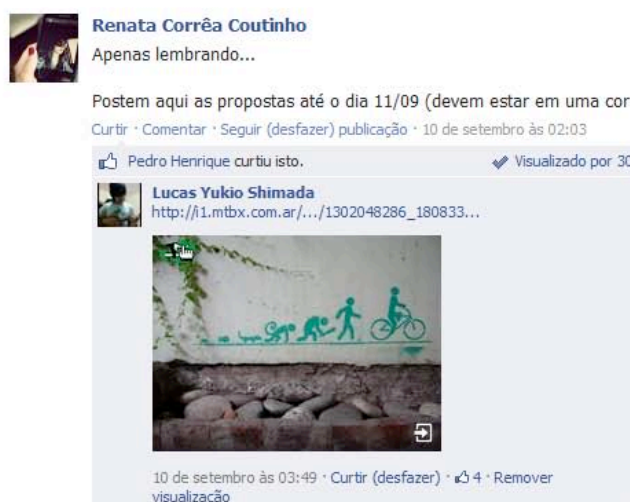 Renata Corrêa Coutinho
Apenas lembrando...
Postem aqui as propostas até o dia 11/09 (devem estar em uma cor
Curtir · Comentar · Seguir (desfazer) publicação · 10 de setembro às 02:03
Pedro Henrique curtiu isto. Visualizado por 30
Lucas Yukio Shimada
http://i1.mtbx.com.ar/.../1302048286_180833...
10 de setembro às 03:49 · Curtir (desfazer) · 4 · Remover
visualização